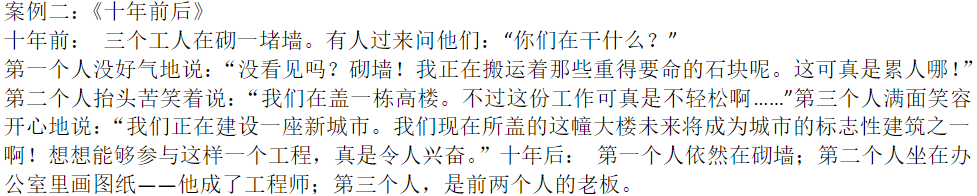 案例二：《十年前后》
十年前： 三个工人在砌一堵墙。有人过来问他们：“你们在干什么？”
第一个人没好气地说：“没看见吗？砌墙！我正在搬运着那些重得要命的石块呢。这可真是累人哪！”
第二个人抬头苦笑着说：“我们在盖一栋高楼。不过这份工作可真是不轻松啊……”第三个人满面笑容
开心地说：“我们正在建设一座新城市。我们现在所盖的这幢大楼未来将成为城市的标志性建筑之一
啊！想想能够参与这样一个工程，真是令人兴奋。”十年后： 第一个人依然在砌墙；第二个人坐在办
公室里画图纸——他成了工程师；第三个人，是前两个人的老板。